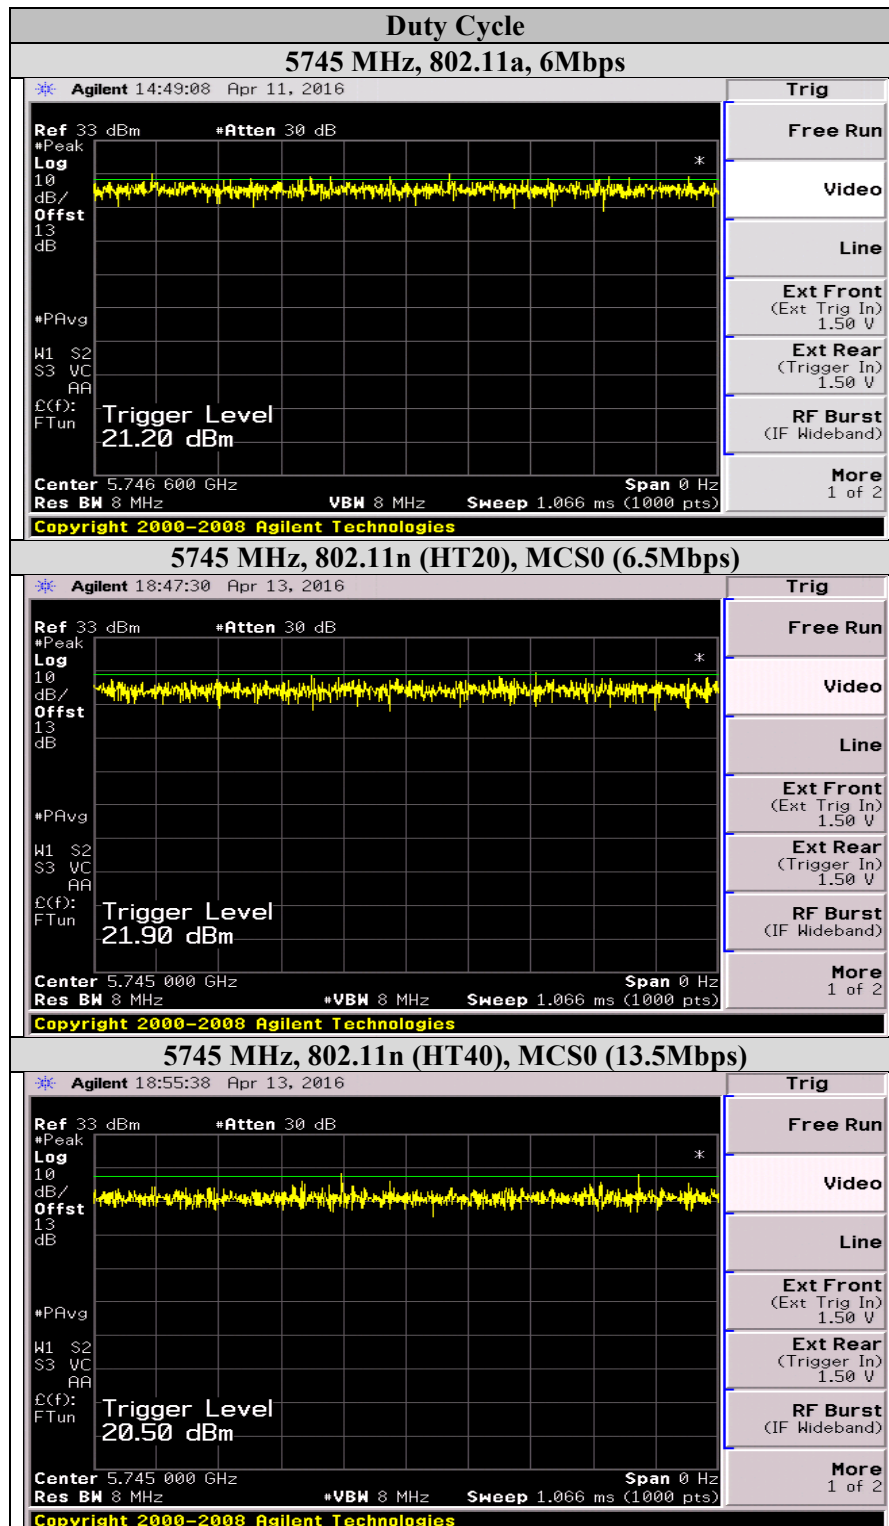 Duty Cycle
5745 MHz, 802.11a, 6Mbps
Agilent 14:49:08 Apr 11, 2016
Trig
Ref 33 dBm #Atten 30 dB
#Peak
Log
10
dB/
Offst
13
dB
#PAvg
W1 S2
S3 VC
AA
£(f):
FTun
*
Trigger Level
21.20 dBm
Center 5.746 600 GHz Span 0 Hz
Res BW 8 MHz VBW 8 MHz Sweep 1.066 ms (1000 pts)
Copyright 2000-2008 Agilent Technologies
Free Run
Video
Line
Ext Front
(Ext Trig In)
1.50 V
Ext Rear
(Trigger In)
1.50 V
RF Burst
(IF Wideband)
More
1 of 2
5745 MHz, 802.11n (HT20), MCS0 (6.5Mbps)
Agilent 18:47:30 Apr 13, 2016
Trig
Ref 33 dBm #Atten 30 dB
#Peak
Log
10
dB/
Offst
13
dB
#PAvg
W1 S2
S3 VC
AA
£(f):
FTun
*
Trigger Level
21.90 dBm
Center 5.745 000 GHz Span 0 Hz
Res BW 8 MHz #VBW 8 MHz Sweep 1.066 ms (1000 pts)
Copyright 2000-2008 Agilent Technologies
Free Run
Video
Line
Ext Front
(Ext Trig In)
1.50 V
Ext Rear
(Trigger In)
1.50 V
RF Burst
(IF Wideband)
More
1 of 2
5745 MHz, 802.11n (HT40), MCS0 (13.5Mbps)
Agilent 18:55:38 Apr 13, 2016
Trig
Ref 33 dBm #Atten 30 dB
#Peak
Log
10
dB/
Offst
13
dB
#PAvg
W1 S2
S3 VC
AA
£(f):
FTun
*
Trigger Level
20.50 dBm
Center 5.745 000 GHz Span 0 Hz
Res BW 8 MHz #VBW 8 MHz Sweep 1.066 ms (1000 pts)
Copyright 2000-2008 Agilent Technologies
Free Run
Video
Line
Ext Front
(Ext Trig In)
1.50 V
Ext Rear
(Trigger In)
1.50 V
RF Burst
(IF Wideband)
More
1 of 2